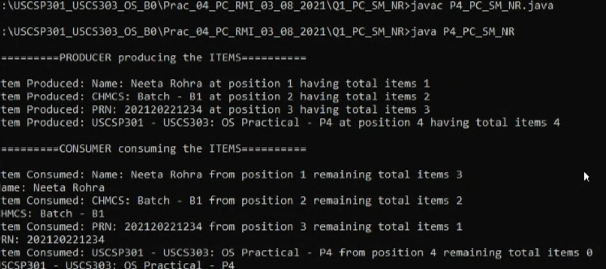 :\USCSP301_USCS303_OS_B0\Prac_04_PC_RMI_03_08_2021\Q1_PC_SM_NR>javac P4_PC_SM_NR.java
:\USCSP301_USCS303_OS_B0\Prac_04_PC_RMI_03_08_2021\Q1_PC_SM_NR>java P4_PC_SM_NR
=========PRODUCER producing the ITEMS==========
tem Produced: Name: Neeta Rohra at position 1 having total items 1
tem Produced: CHMCS: Batch - B1 at position 2 having total items 2
tem Produced: PRN: 202120221234 at position 3 having total items 3
tem Produced: USCSP301 - USCS303: OS Practical - P4 at position 4 having total items 4
=========CONSUMER consuming the ITEMS==========
tem Consumed: Name: Neeta Rohra from position 1 remaining total items 3
ame: Neeta Rohra
tem Consumed: CHMCS: Batch - B1 from position 2 remaining total items 2
HMCS: Batch - B1
tem Consumed: PRN: 202120221234 from position 3 remaining total items 1
RN: 202120221234
tem Consumed: USCSP301 - USCS303: OS Practical - P4 from position 4 remaining total items 0
SCSP301 - USCS303: OS Practical - P4